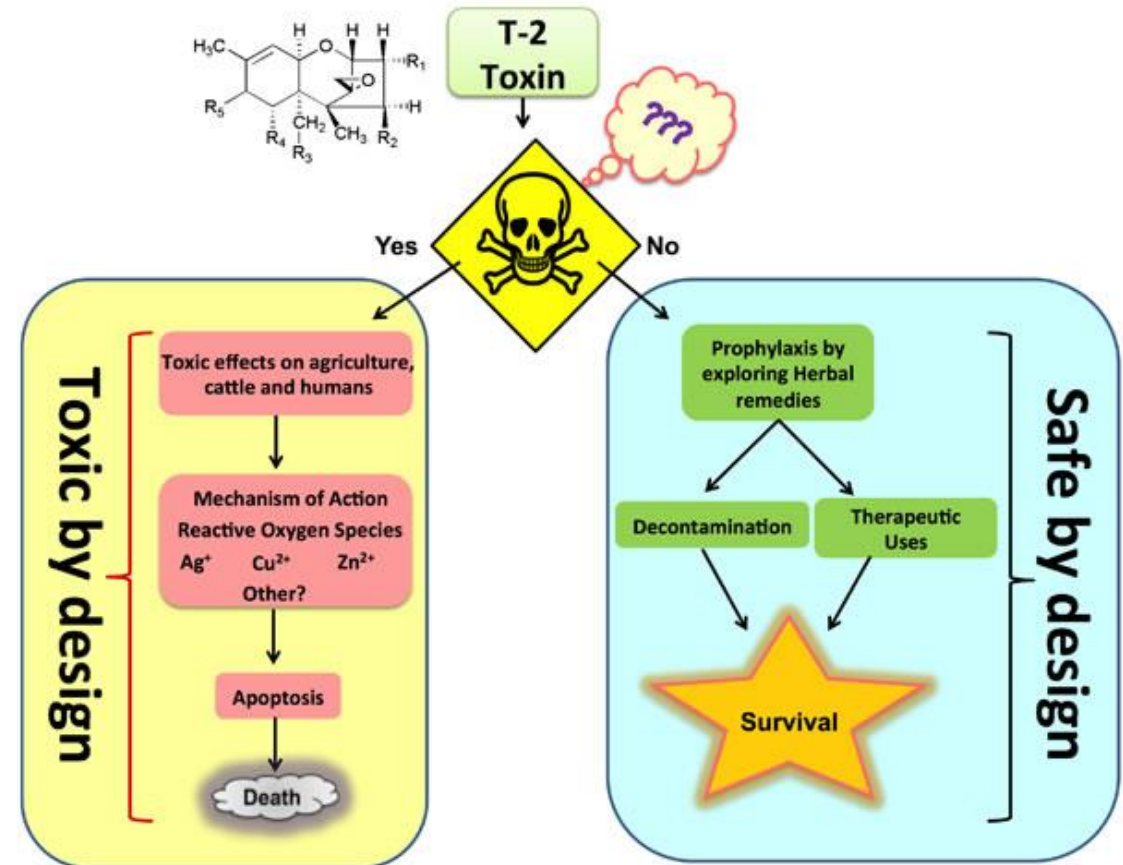 T-2
Toxin
H₃C
H
O
H
H
R₁
O
H
R₅
R₄
CH₂
R₃
CH₃
R₂
???
Yes
No
Toxic by design
Toxic effects on agriculture,
cattle and humans
Mechanism of Action
Reactive Oxygen Species
Ag⁺ Cu²⁺ Zn²⁺
Other?
Apoptosis
Death
Prophylaxis by
exploring Herbal
remedies
Decontamination
Therapeutic
Uses
Survival
Safe by design